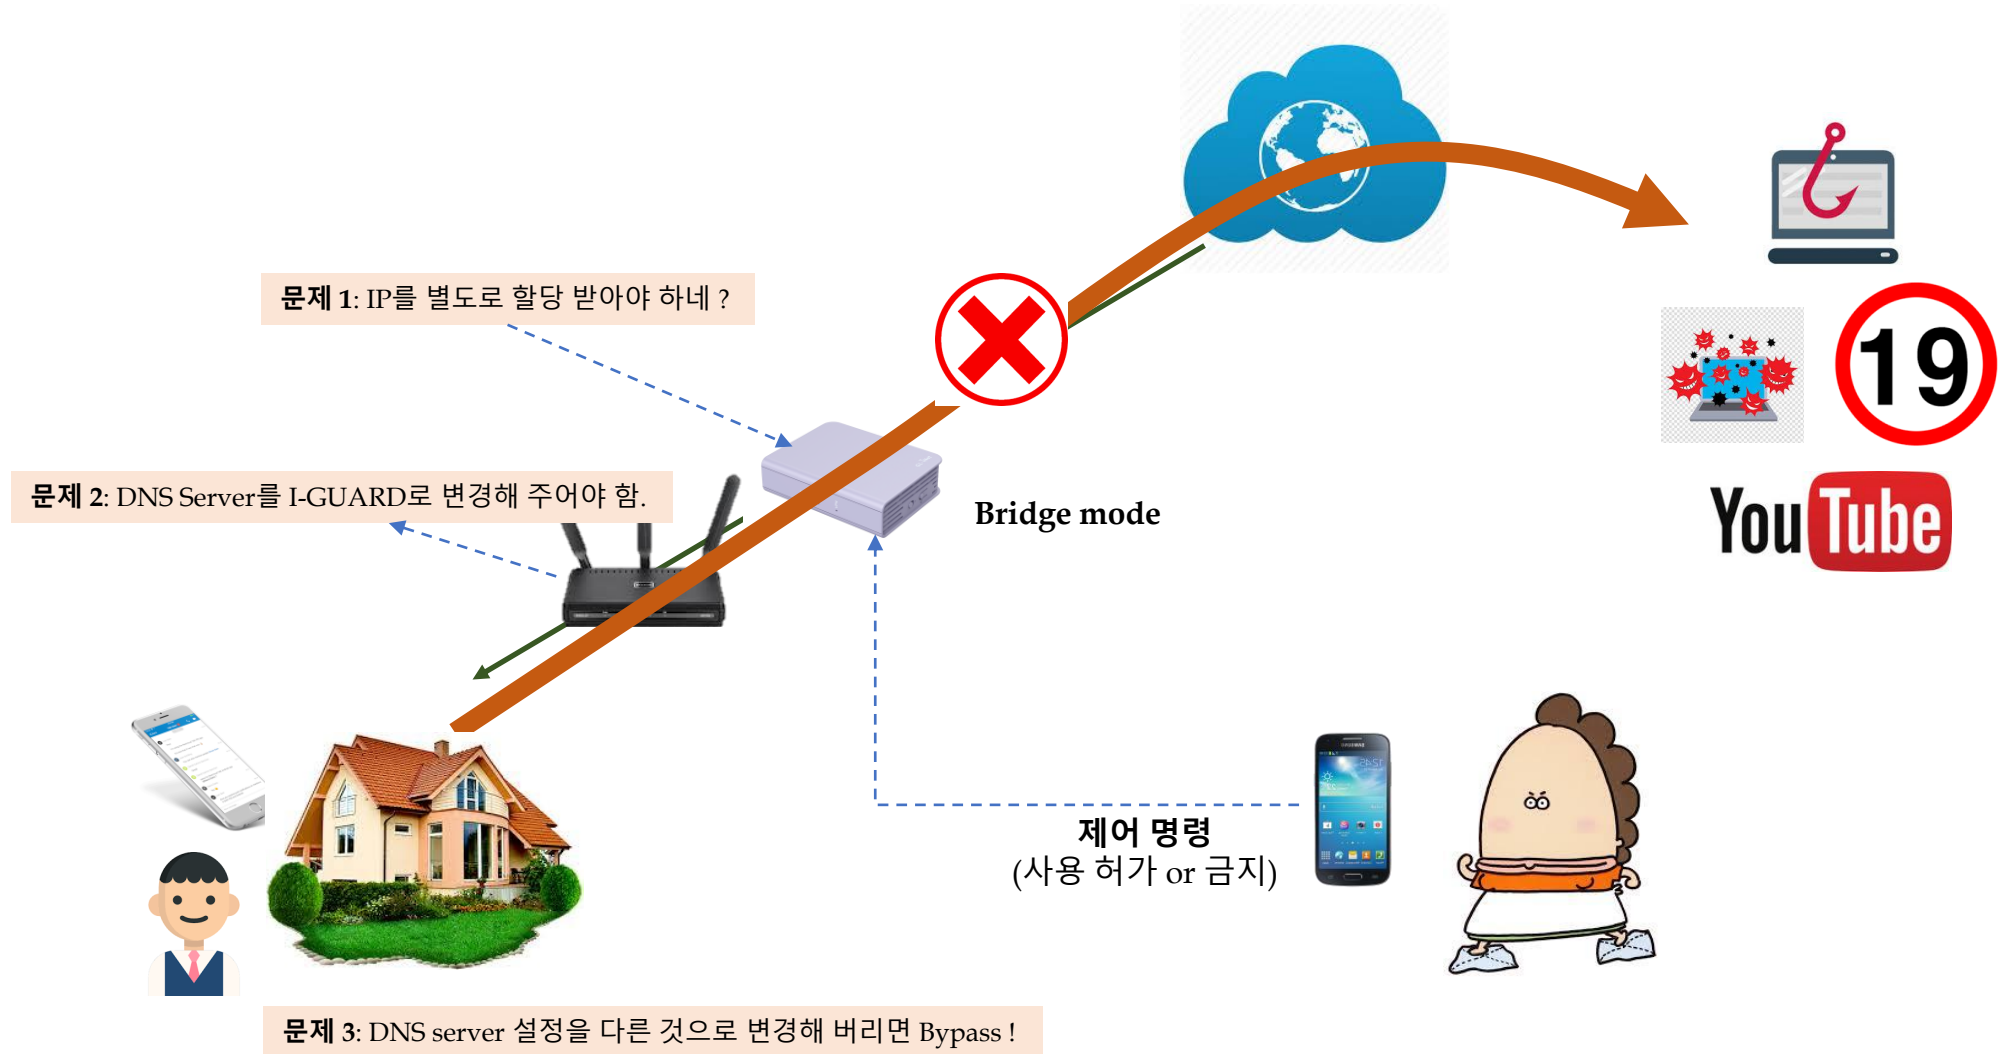 문제 1: IP를 별도로 할당 받아야 하네 ?
19
문제 2: DNS Server를 I-GUARD로 변경해 주어야 함.
Bridge mode
YouTube
SAMSUNG
제어 명령
(사용 허가 or 금지)
문제 3: DNS server 설정을 다른 것으로 변경해 버리면 Bypass !